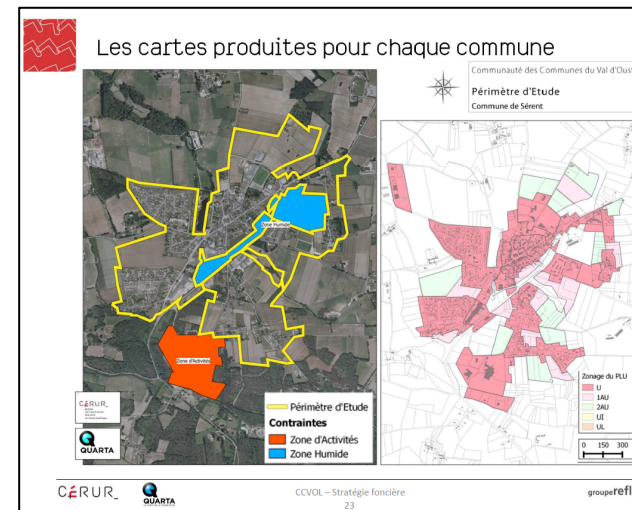 Les cartes produites pour chaque commune
Communauté des Communes du Val d'Oust
Périmètre d'Etude
Commune de Sérent
Zone Humide
Zone d'Activités
Périmètre d'Etude
Contraintes
Zone d'Activités
Zone Humide
CERUR_
QUARTA
Zonage du PLU
U
1AU
2AU
UI
UL
0 150 300
CERUR_
QUARTA
CCVOL – Stratégie foncière
23
groupe